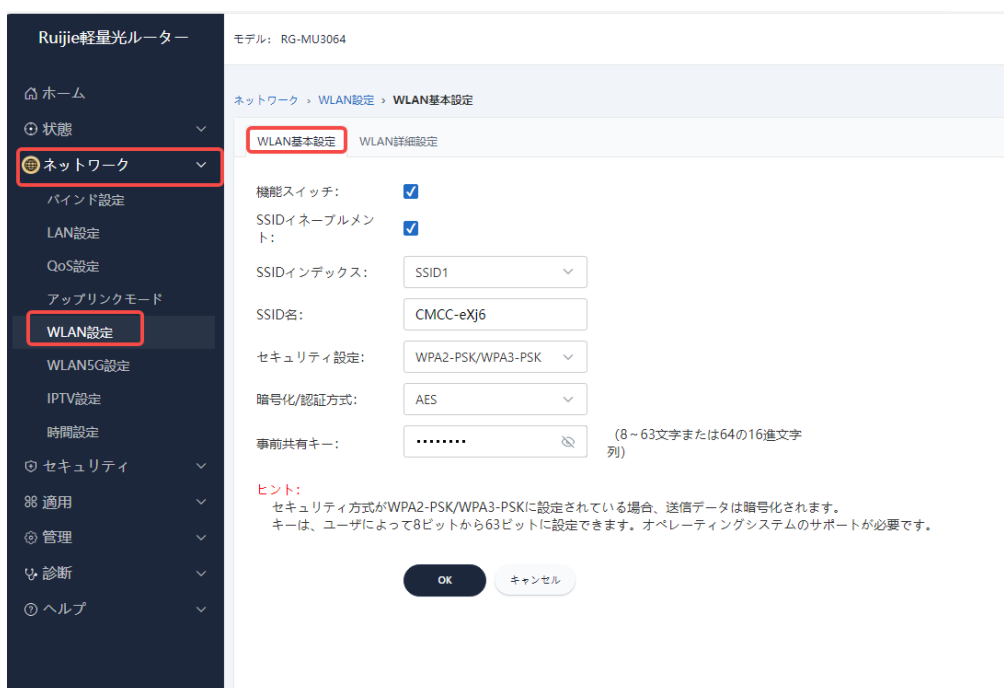 Ruijie軽量光ルーター
モデル: RG-MU3064
ホーム
状態
ネットワーク
バインド設定
LAN設定
QoS設定
アップリンクモード
WLAN設定
WLAN5G設定
IPTV設定
時間設定
セキュリティ
適用
管理
診断
ヘルプ
ネットワーク › WLAN設定 › WLAN基本設定
WLAN基本設定 WLAN詳細設定
機能スイッチ:
SSIDイネーブルメン
ト:
SSIDインデックス: SSID1
SSID名: CMCC-eXj6
セキュリティ設定: WPA2-PSK/WPA3-PSK
暗号化/認証方式: AES
事前共有キー: ••••••••
(8~63文字または64の16進文字
列)
ヒント:
セキュリティ方式がWPA2-PSK/WPA3-PSKに設定されている場合、送信データは暗号化されます。
キーは、ユーザによって8ビットから63ビットに設定できます。オペレーティングシステムのサポートが必要です。
OK キャンセル